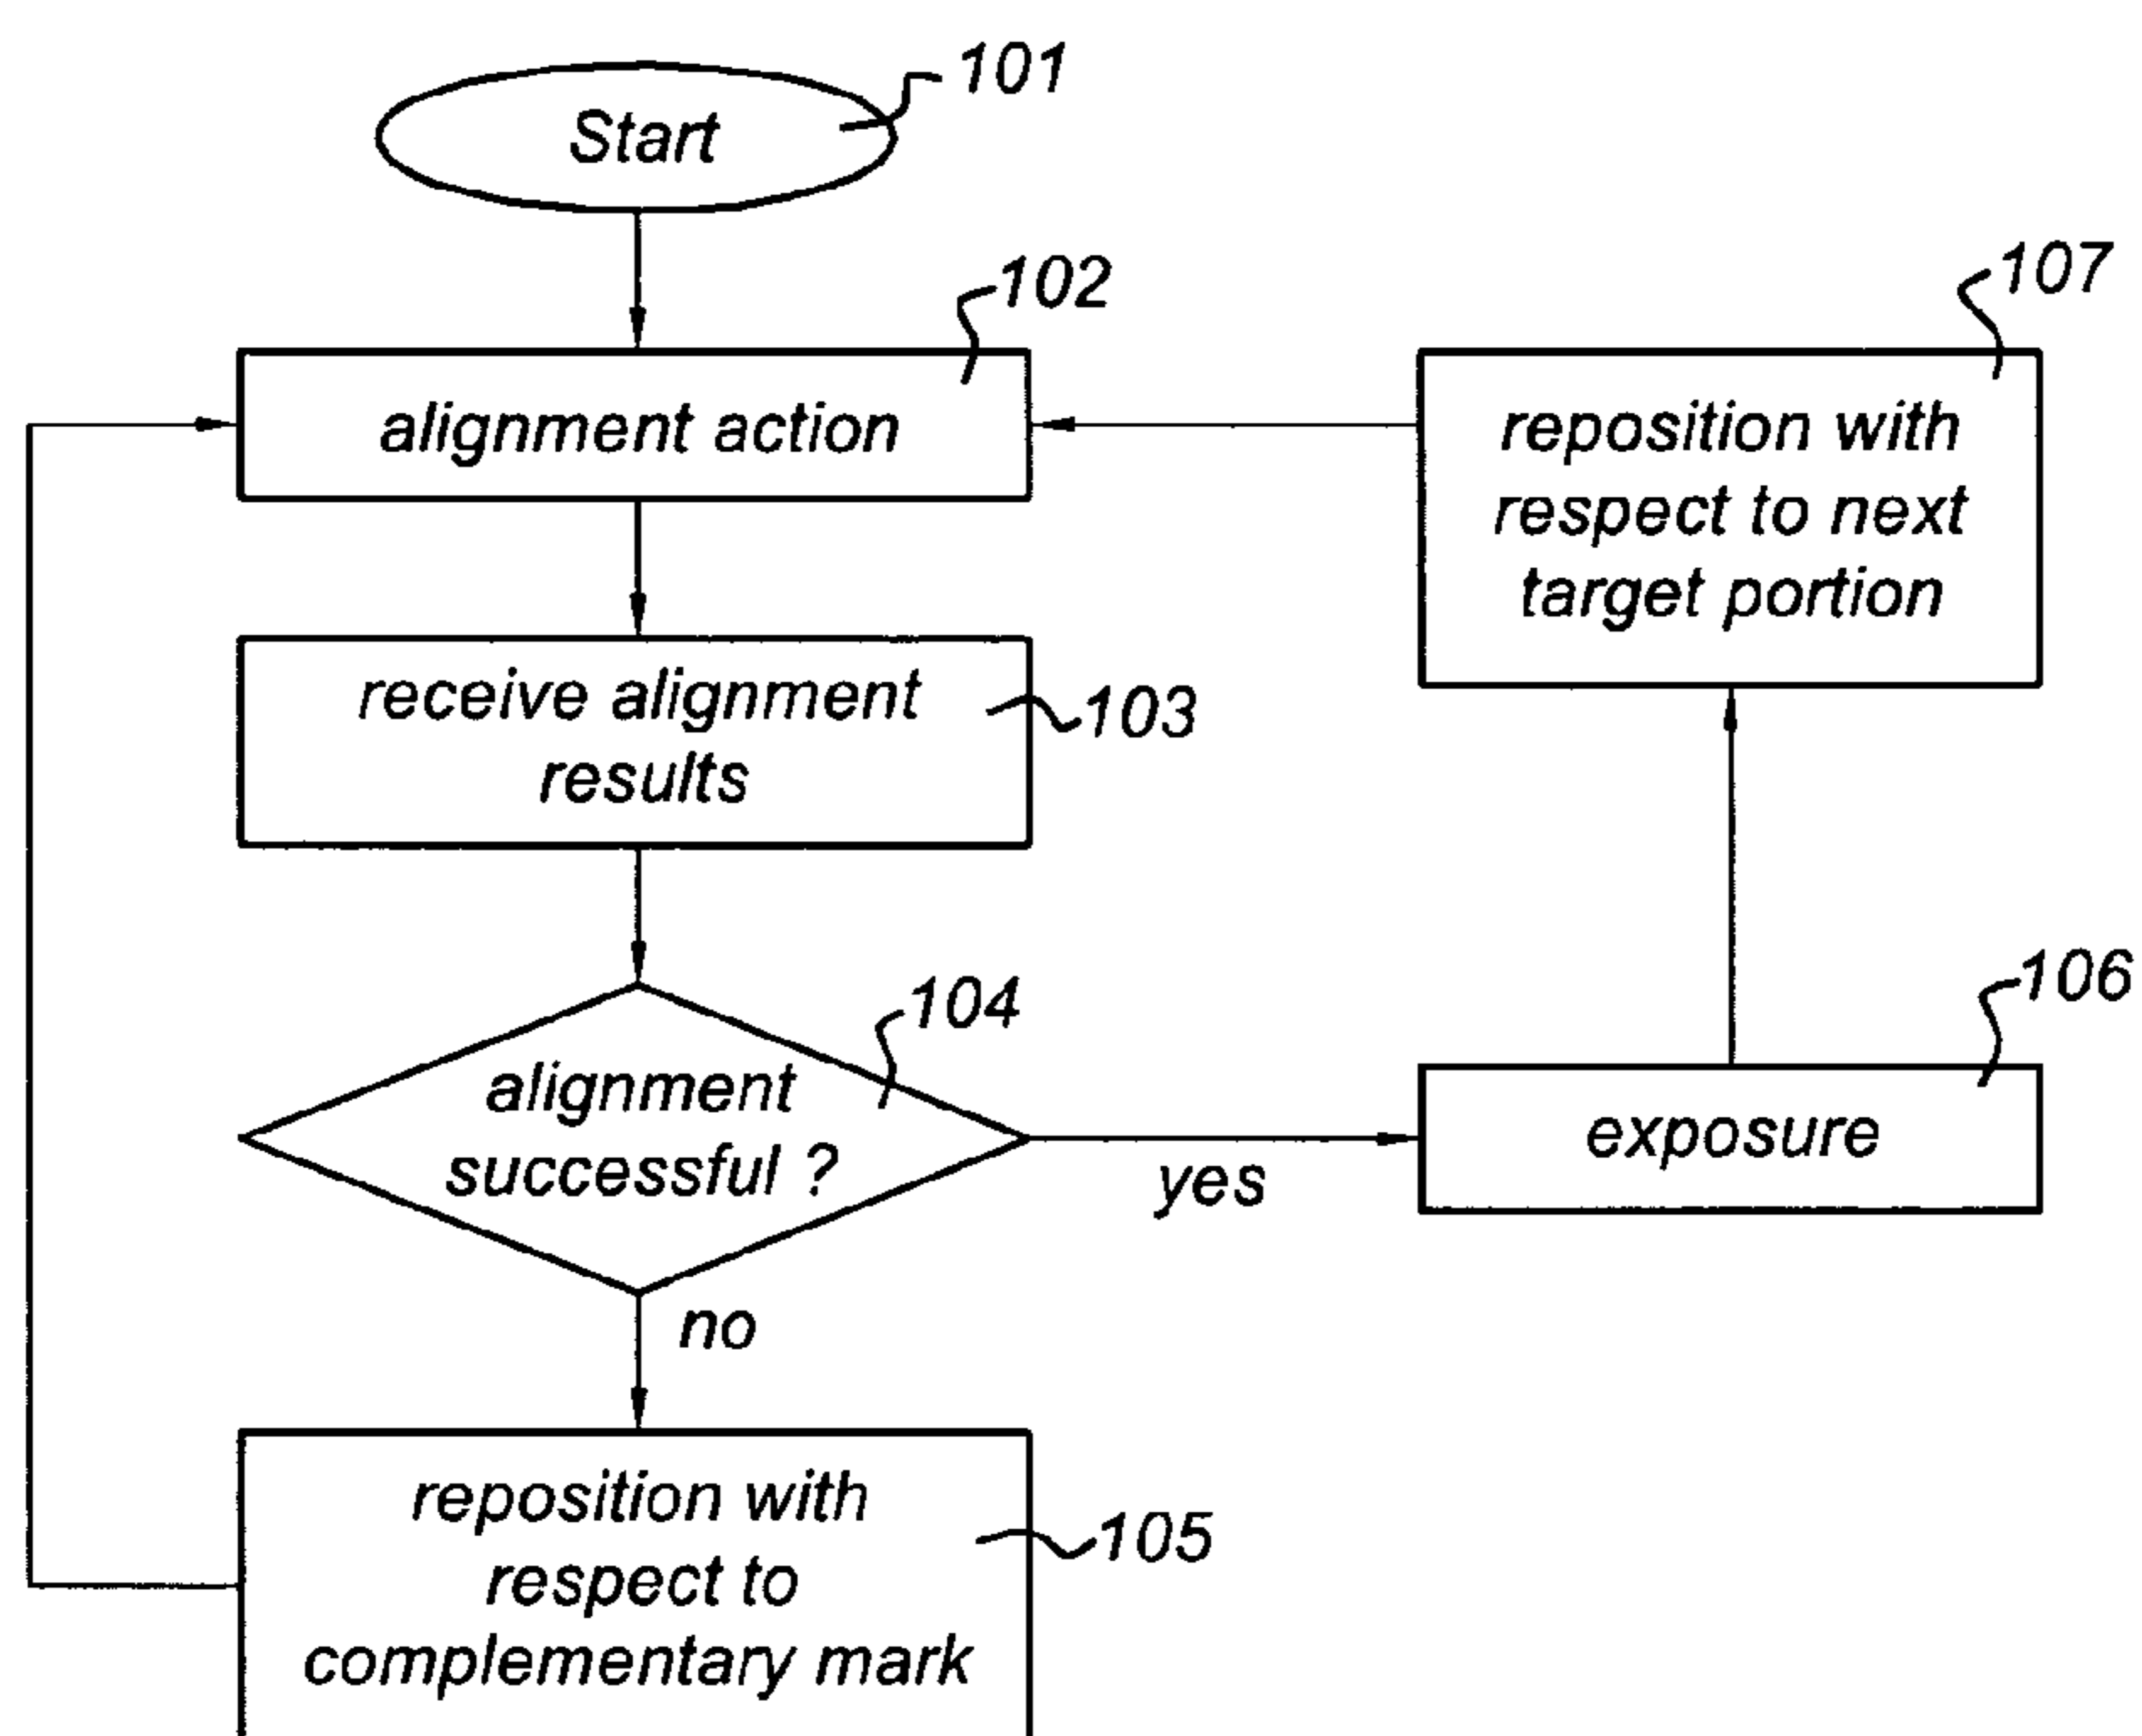 Start
101
102
alignment action
107
reposition with
respect to next
target portion
receive alignment
results
103
104
alignment
successful ?
yes
106
exposure
no
reposition with
respect to
complementary mark
105